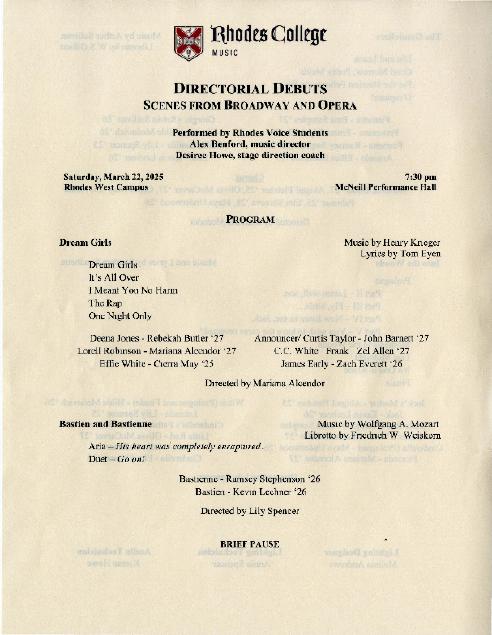 Rhodes College
MUSIC
DIRECTORIAL DEBUTS
SCENES FROM BROADWAY AND OPERA
Performed by Rhodes Voice Students
Alex Benford, music director
Desiree Howe, stage direction coach
Saturday, March 22, 2025 7:30 pm
Rhodes West Campus McNeill Performance Hall
PROGRAM
Dream Girls Music by Henry Krieger
Lyrics by Tom Eyen
Dream Girls
It's All Over
I Meant You No Harm
The Rap
One Night Only
Deena Jones - Rebekah Butler '27 Announcer/ Curtis Taylor - John Barnett '27
Lorell Robinson - Mariana Alcendor '27 C.C. White Frank Zel Allen '27
Effie White - Cierra May '25 James Early - Zach Everett '26
Directed by Mariana Alcendor
Bastien and Bastienne Music by Wolfgang A. Mozart
Libretto by Friedrich W. Weiskern
Aria – His heart was completely enraptured.
Duet – Go on!
Bastienne - Ramsey Stephenson '26
Bastien - Kevin Lechner '26
Directed by Lily Spencer
BRIEF PAUSE